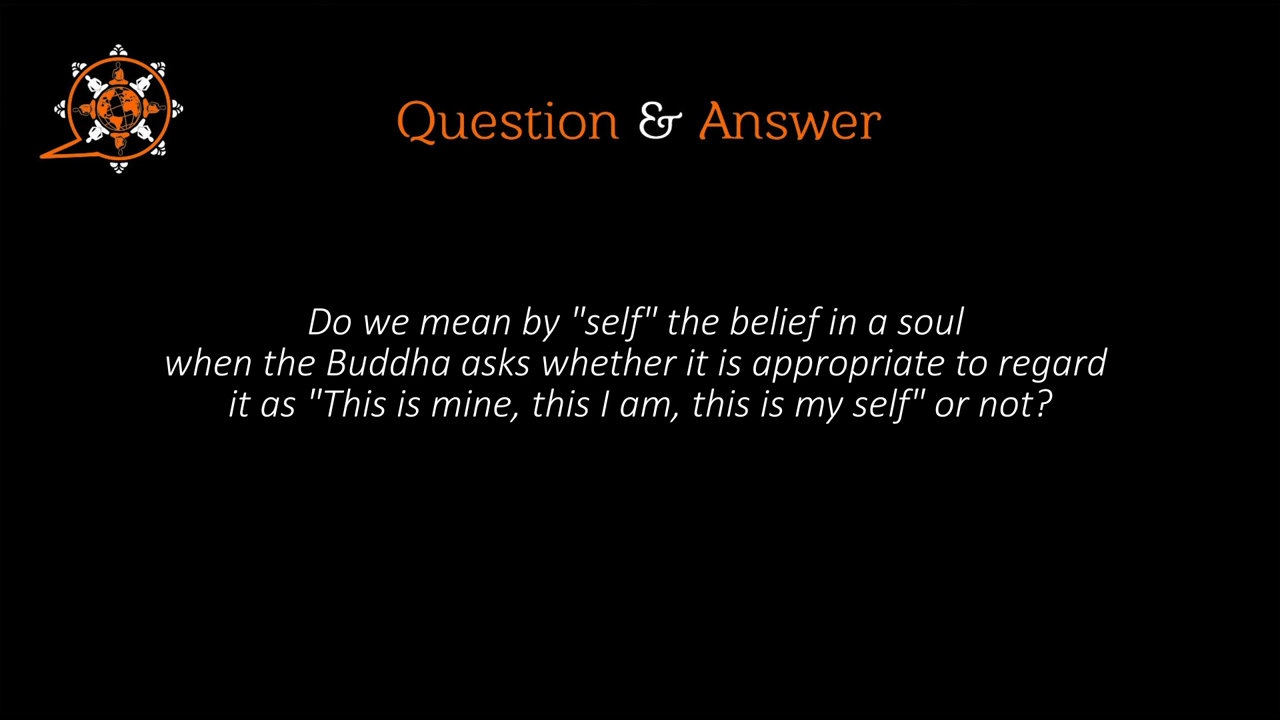 Question & Answer
Do we mean by "self" the belief in a soul
when the Buddha asks whether it is appropriate to regard
it as "This is mine, this I am, this is my self" or not?